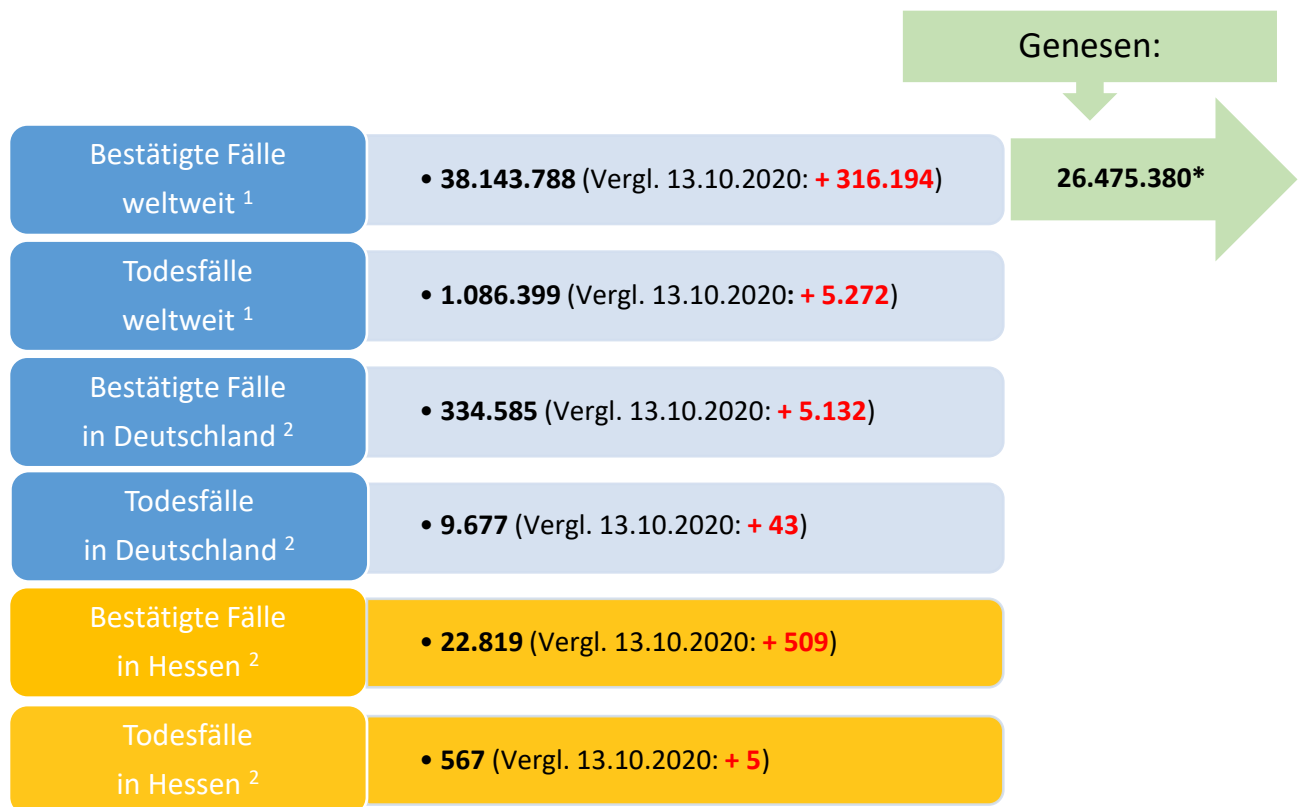 Genesen:
Bestätigte Fälle
weltweit ¹
• 38.143.788 (Vergl. 13.10.2020: + 316.194)
26.475.380*
Todesfälle
weltweit ¹
• 1.086.399 (Vergl. 13.10.2020: + 5.272)
Bestätigte Fälle
in Deutschland ²
• 334.585 (Vergl. 13.10.2020: + 5.132)
Todesfälle
in Deutschland ²
• 9.677 (Vergl. 13.10.2020: + 43)
Bestätigte Fälle
in Hessen ²
• 22.819 (Vergl. 13.10.2020: + 509)
Todesfälle
in Hessen ²
• 567 (Vergl. 13.10.2020: + 5)